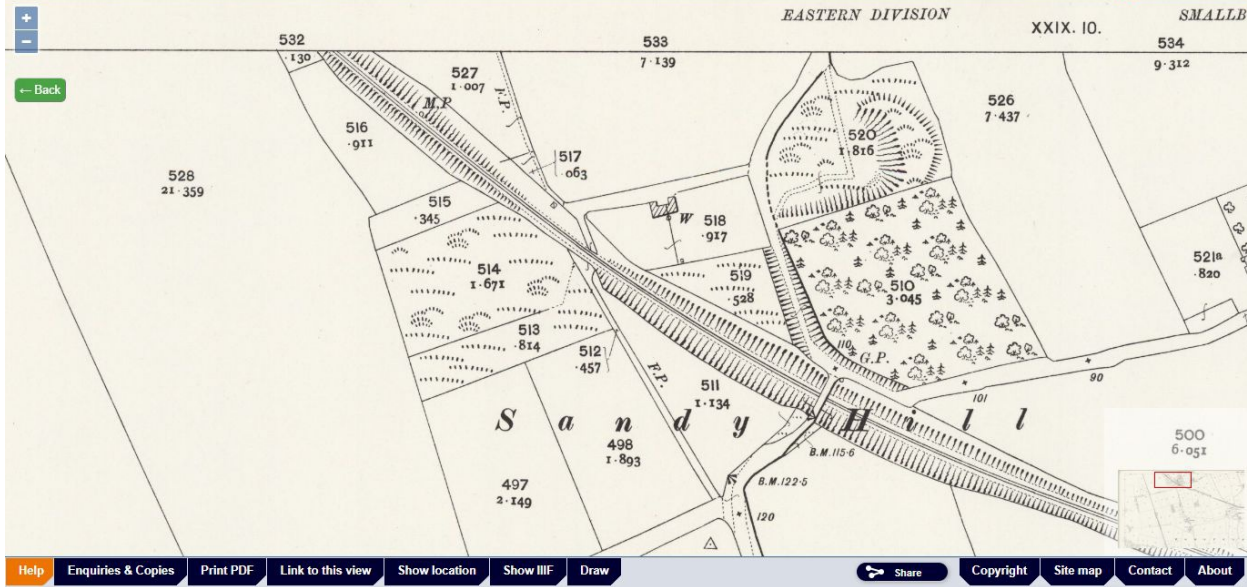 +
−
← Back
EASTERN DIVISION
XXIX. 10.
SMALLB
532
·130
533
7·139
534
9·312
527
1·007
F.P.
M.P.
516
·911
517
·063
520
1·816
526
7·437
528
21·359
515
·345
W
518
·917
514
1·671
519
·528
510
3·045
521a
·820
513
·814
512
·457
110
G.P.
F.P.
511
1·134
90
101
Sandy Hill
500
6·051
498
1·893
B.M.115·6
497
2·149
B.M.122·5
120
Help
Enquiries & Copies
Print PDF
Link to this view
Show location
Show IIIF
Draw
Share
Copyright
Site map
Contact
About